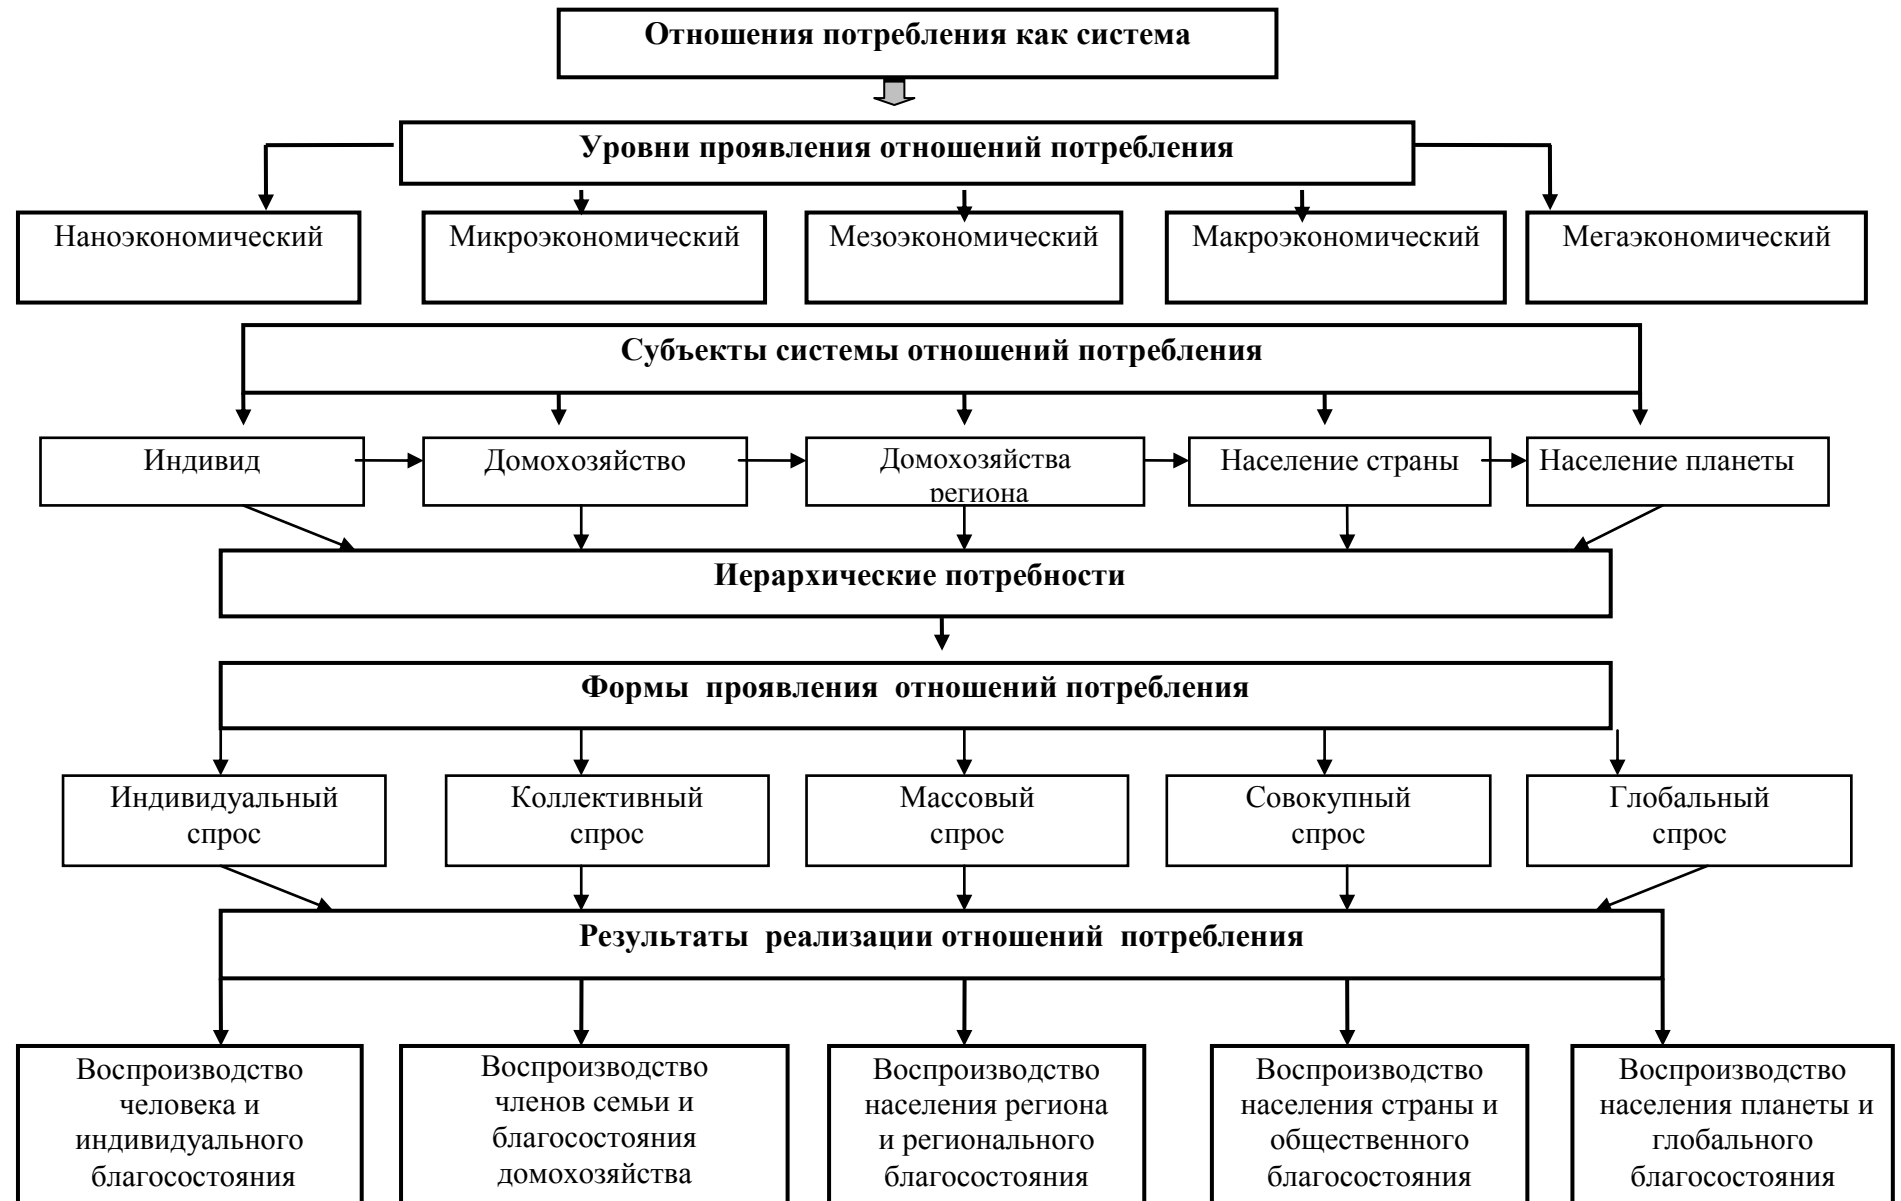 Отношения потребления как система
Уровни проявления отношений потребления
Наноэкономический
Микроэкономический
Мезоэкономический
Макроэкономический
Мегаэкономический
Субъекты системы отношений потребления
Индивид
Домохозяйство
Домохозяйства
региона
Население страны
Население планеты
Иерархические потребности
Формы проявления отношений потребления
Индивидуальный
спрос
Коллективный
спрос
Массовый
спрос
Совокупный
спрос
Глобальный
спрос
Результаты реализации отношений потребления
Воспроизводство
человека и
индивидуального
благосостояния
Воспроизводство
членов семьи и
благосостояния
домохозяйства
Воспроизводство
населения региона
и регионального
благосостояния
Воспроизводство
населения страны и
общественного
благосостояния
Воспроизводство
населения планеты и
глобального
благосостояния